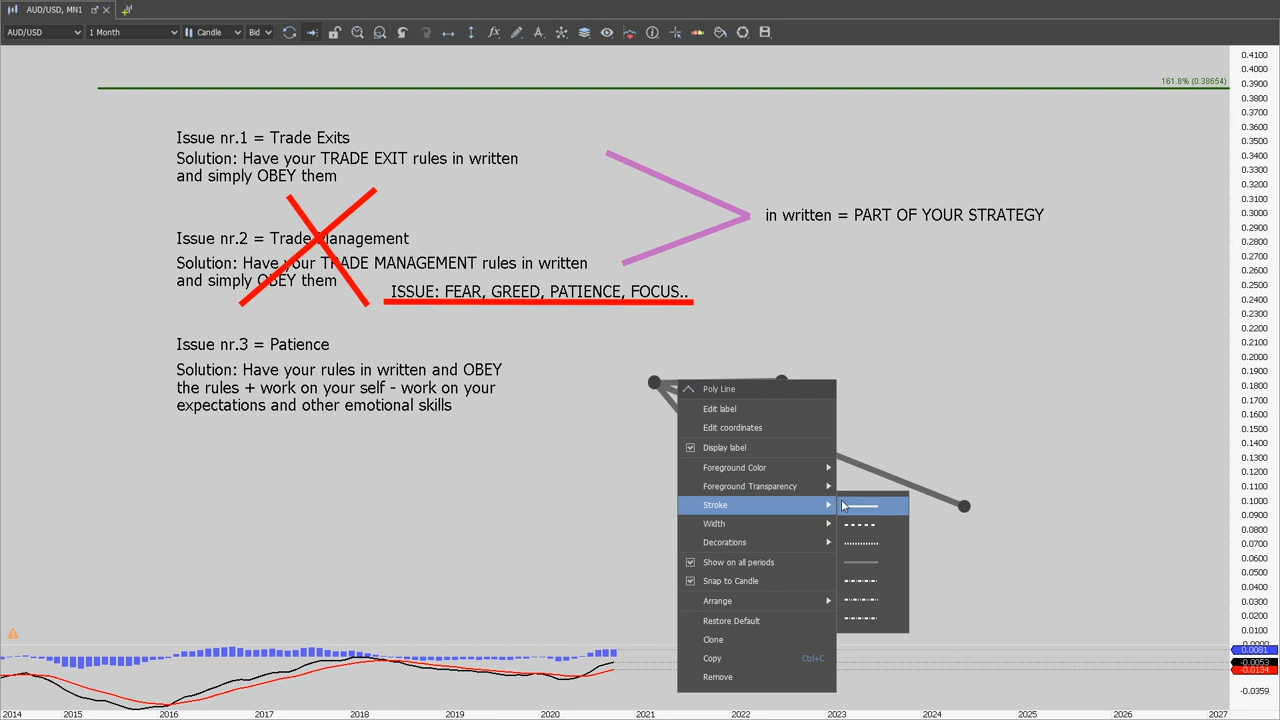 AUD/USD, MN1
AUD/USD
1 Month
Candle
Bid
161.8% (0.38654)
Issue nr.1 = Trade Exits
Solution: Have your TRADE EXIT rules in written
and simply OBEY them
in written = PART OF YOUR STRATEGY
Issue nr.2 = Trade Management
Solution: Have your TRADE MANAGEMENT rules in written
and simply OBEY them
ISSUE: FEAR, GREED, PATIENCE, FOCUS..
Issue nr.3 = Patience
Solution: Have your rules in written and OBEY
the rules + work on your self - work on your
expectations and other emotional skills
Poly Line
Edit label
Edit coordinates
Display label
Foreground Color
Foreground Transparency
Stroke
Width
Decorations
Show on all periods
Snap to Candle
Arrange
Restore Default
Clone
Copy Ctrl+C
Remove
0.4100
0.4000
0.3900
0.3800
0.3700
0.3600
0.3500
0.3400
0.3300
0.3200
0.3100
0.3000
0.2900
0.2800
0.2700
0.2600
0.2500
0.2400
0.2300
0.2200
0.2100
0.2000
0.1900
0.1800
0.1700
0.1600
0.1500
0.1400
0.1300
0.1200
0.1100
0.1000
0.0900
0.0800
0.0700
0.0600
0.0500
0.0400
0.0300
0.0200
0.0100
0.0081
-0.0053
-0.0134
-0.0359
2014 2015 2016 2017 2018 2019 2020 2021 2022 2023 2024 2025 2026 2027